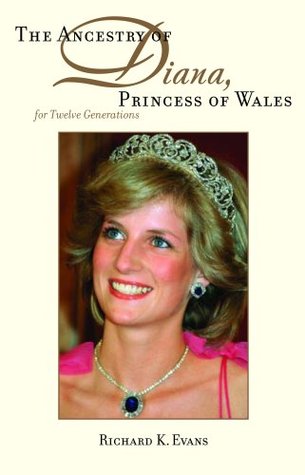 The Ancestry of
Diana,
Princess of Wales
for Twelve Generations
Richard K. Evans